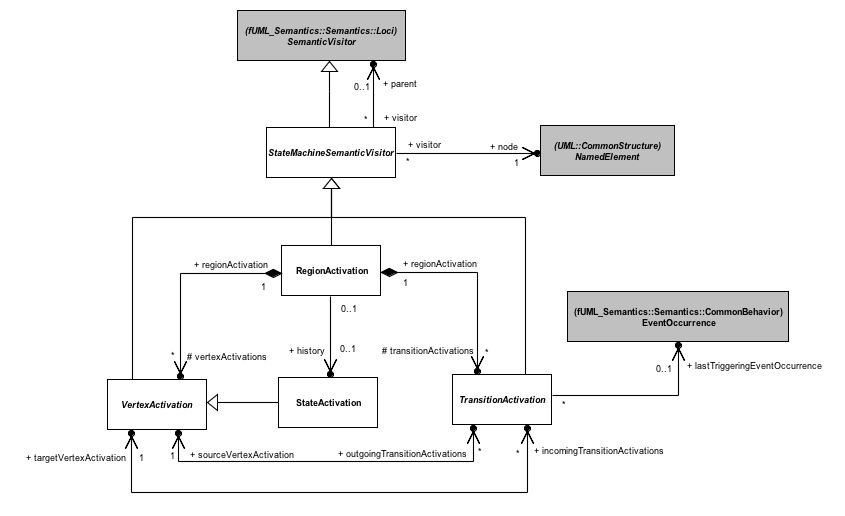 (fUML_Semantics::Semantics::Loci)
SemanticVisitor
0..1
+ parent
*
+ visitor
StateMachineSemanticVisitor
+ visitor
*
+ node
1
(UML::CommonStructure)
NamedElement
+ regionActivation
1
RegionActivation
+ regionActivation
1
0..1
(fUML_Semantics::Semantics::CommonBehavior)
EventOccurrence
*
# vertexActivations
+ history
0..1
# transitionActivations
*
0..1
+ lastTriggeringEventOccurrence
VertexActivation
StateActivation
TransitionActivation
*
+ targetVertexActivation
1
1
+ sourceVertexActivation
+ outgoingTransitionActivations
*
*
+ incomingTransitionActivations